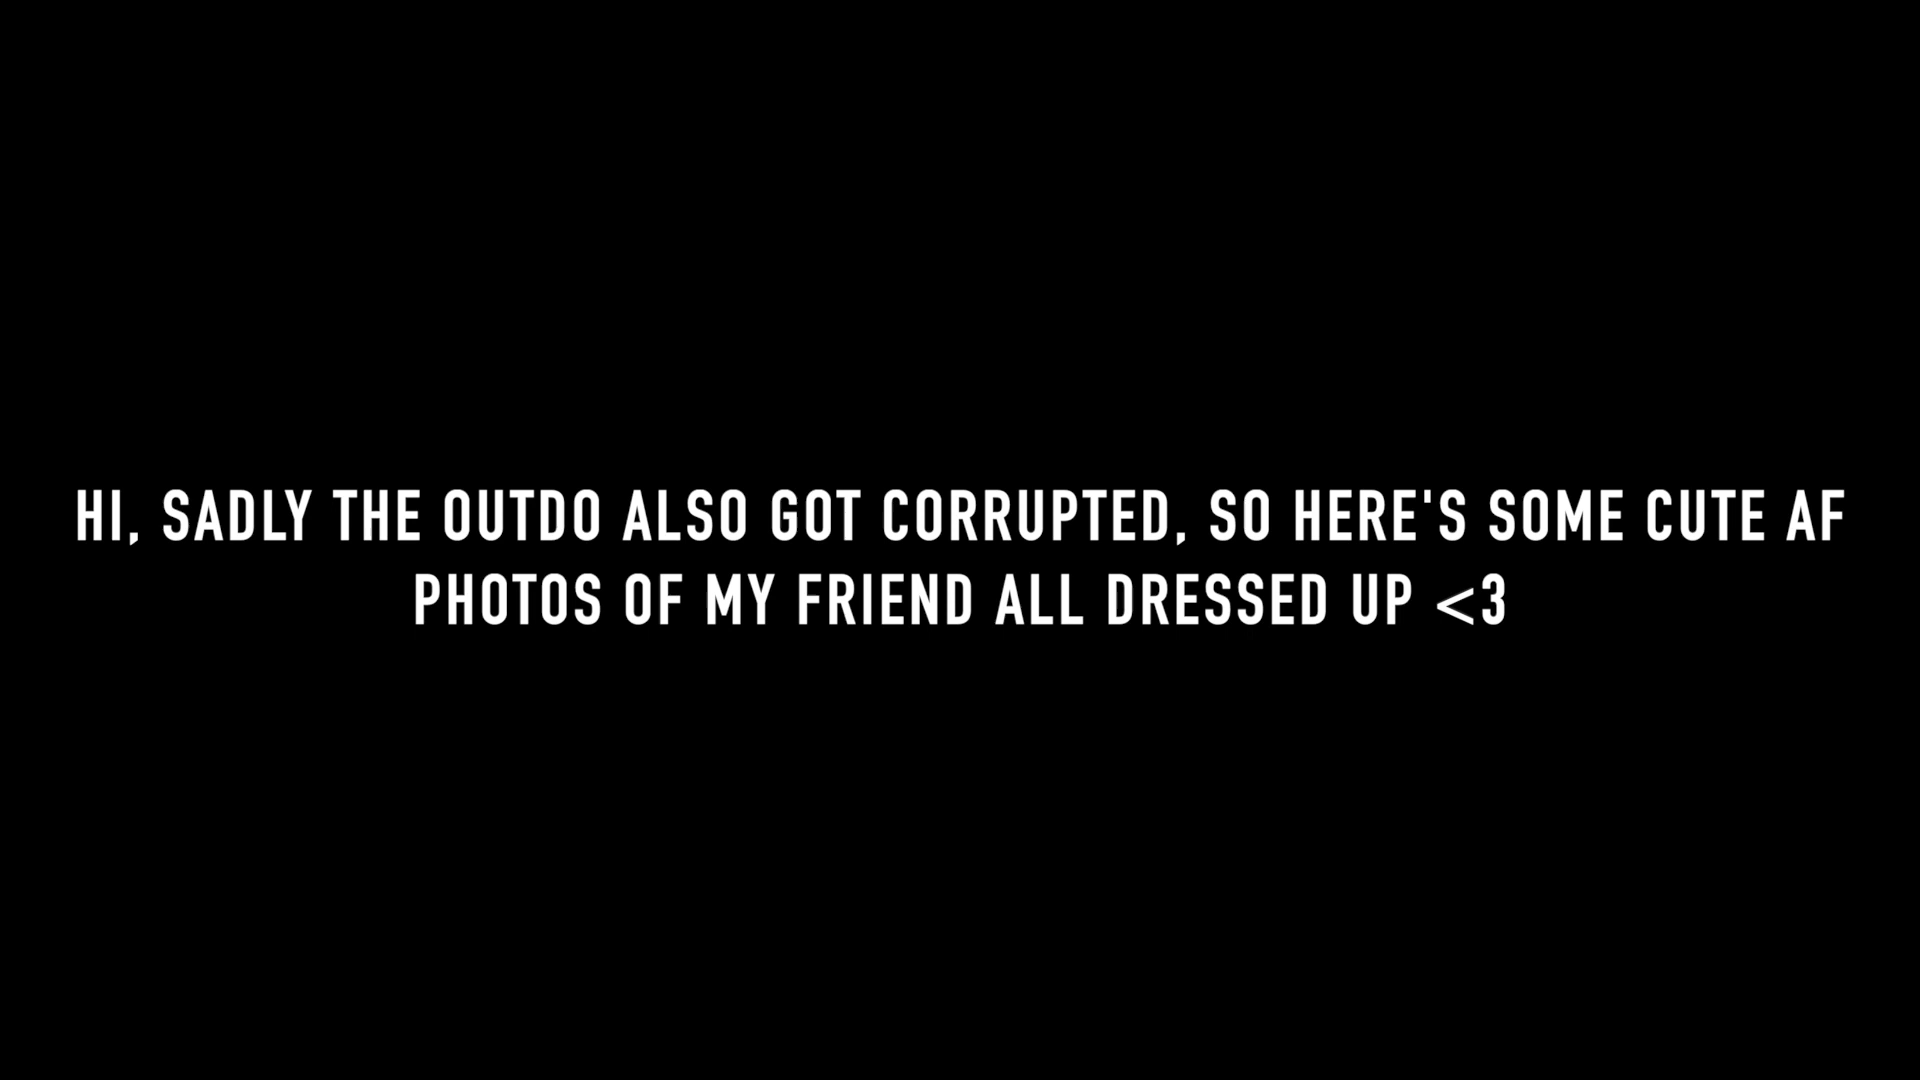 HI, SADLY THE OUTDO ALSO GOT CORRUPTED, SO HERE'S SOME CUTE AF
PHOTOS OF MY FRIEND ALL DRESSED UP <3